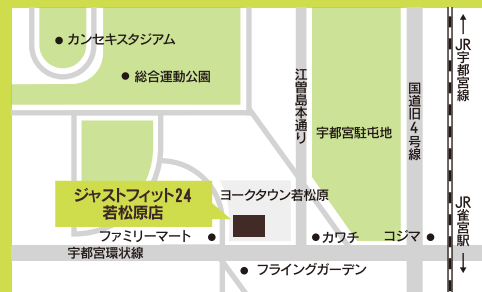 カンセキスタジアム
総合運動公園
江曽島本通り
宇都宮駐屯地
国道旧4号線
JR宇都宮線
ジャストフィット24
若松原店
ヨークタウン若松原
JR雀宮駅
ファミリーマート
カワチ
コジマ
宇都宮環状線
フライングガーデン